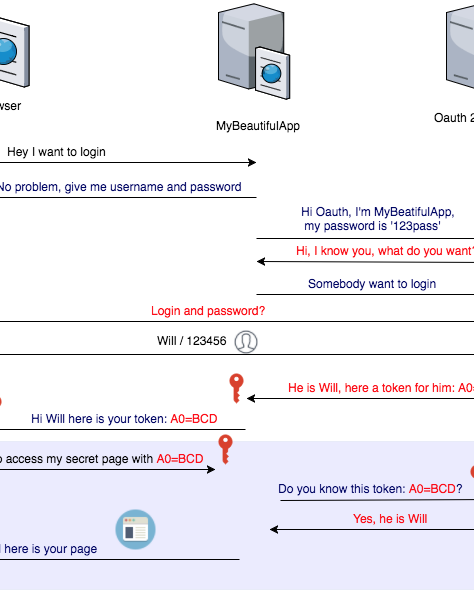 wser
MyBeautifulApp
Oauth 2
Hey I want to login
No problem, give me username and password
Hi Oauth, I'm MyBeatifulApp,
my password is '123pass'
Hi, I know you, what do you want?
Somebody want to login
Login and password?
Will / 123456
He is Will, here a token for him: A0=
Hi Will here is your token: A0=BCD
o access my secret page with A0=BCD
Do you know this token: A0=BCD?
Yes, he is Will
l here is your page